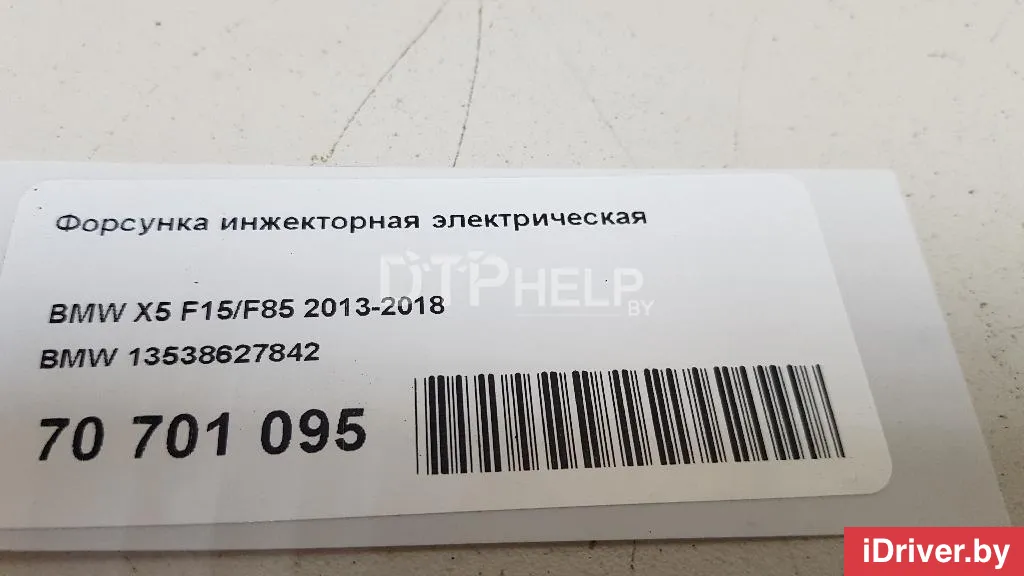 Форсунка инжекторная электрическая
DTPHELP.BY
BMW X5 F15/F85 2013-2018
BMW 13538627842
70 701 095
iDriver.by